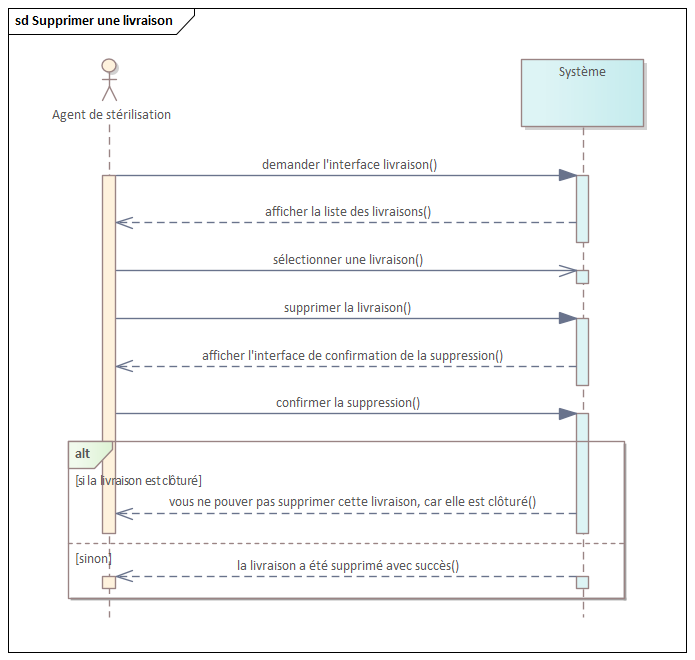 sd Supprimer une livraison
Système
Agent de stérilisation
demander l'interface livraison()
afficher la liste des livraisons()
sélectionner une livraison()
supprimer la livraison()
afficher l'interface de confirmation de la suppression()
confirmer la suppression()
alt
[si la livraison est clôturé]
vous ne pouver pas supprimer cette livraison, car elle est clôturé()
[sinon]
la livraison a été supprimé avec succès()